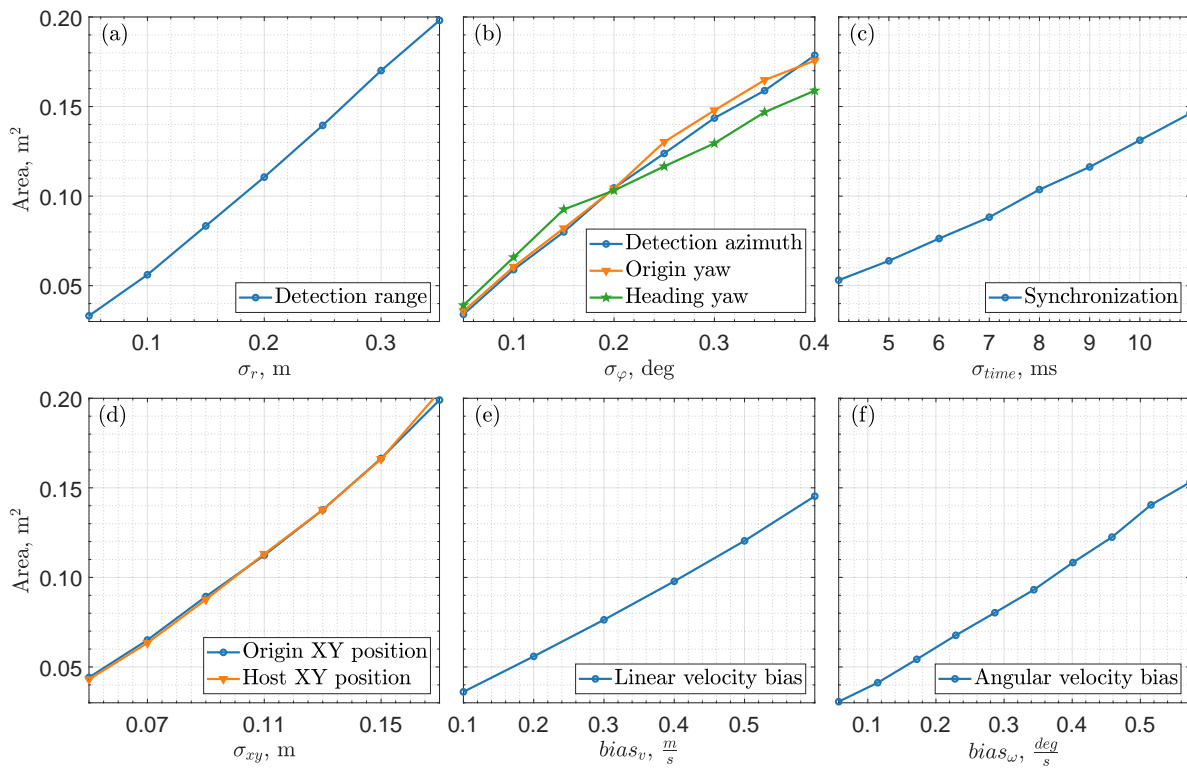 (a)
0.20
0.15
0.10
0.05
Area, m²
Detection range
0.1 0.2 0.3
σ_r, m
(b)
Detection azimuth
Origin yaw
Heading yaw
0.1 0.2 0.3 0.4
σ_φ, deg
(c)
Synchronization
5 6 7 8 9 10
σ_time, ms
(d)
0.20
0.15
0.10
0.05
Area, m²
Origin XY position
Host XY position
0.07 0.11 0.15
σ_xy, m
(e)
Linear velocity bias
0.1 0.2 0.3 0.4 0.5
bias_v, m/s
(f)
Angular velocity bias
0.1 0.2 0.3 0.4 0.5
bias_ω, deg/s